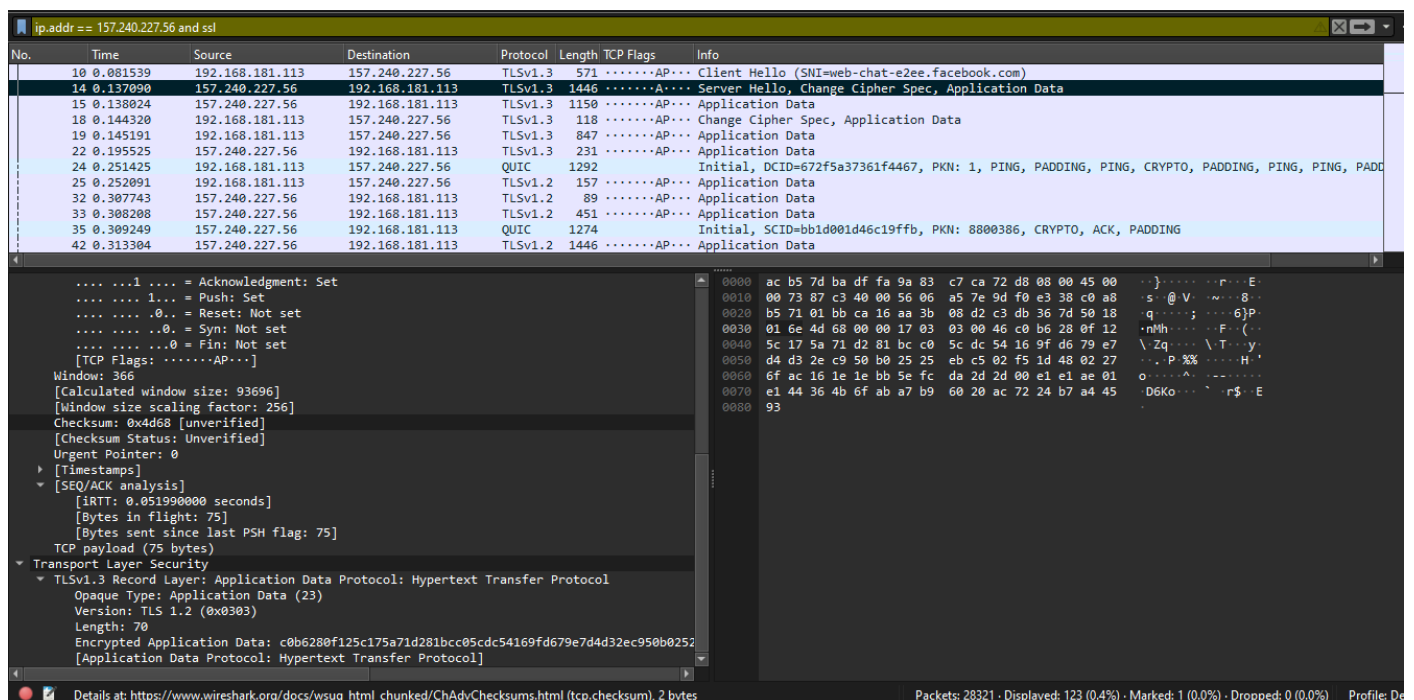 ip.addr == 157.240.227.56 and ssl
No. Time Source Destination Protocol Length TCP Flags Info
10 0.081539 192.168.181.113 157.240.227.56 TLSv1.3 571 ·······AP··· Client Hello (SNI=web-chat-e2ee.facebook.com)
14 0.137090 157.240.227.56 192.168.181.113 TLSv1.3 1446 ·······A···· Server Hello, Change Cipher Spec, Application Data
15 0.138024 157.240.227.56 192.168.181.113 TLSv1.3 1150 ·······AP··· Application Data
18 0.144320 192.168.181.113 157.240.227.56 TLSv1.3 118 ·······AP··· Change Cipher Spec, Application Data
19 0.145191 192.168.181.113 157.240.227.56 TLSv1.3 847 ·······AP··· Application Data
22 0.195525 157.240.227.56 192.168.181.113 TLSv1.3 231 ·······AP··· Application Data
24 0.251425 192.168.181.113 157.240.227.56 QUIC 1292 Initial, DCID=672f5a37361f4467, PKN: 1, PING, PADDING, PING, CRYPTO, PADDING, PING, PING, PADD
25 0.252091 192.168.181.113 157.240.227.56 TLSv1.2 157 ·······AP··· Application Data
32 0.307743 157.240.227.56 192.168.181.113 TLSv1.2 89 ·······AP··· Application Data
33 0.308208 157.240.227.56 192.168.181.113 TLSv1.2 451 ·······AP··· Application Data
35 0.309249 157.240.227.56 192.168.181.113 QUIC 1274 Initial, SCID=bb1d001d46c19ffb, PKN: 8800386, CRYPTO, ACK, PADDING
42 0.313304 157.240.227.56 192.168.181.113 TLSv1.2 1446 ·······AP··· Application Data
.... ...1 .... = Acknowledgment: Set
.... .... 1... = Push: Set
.... .... .0.. = Reset: Not set
.... .... ..0. = Syn: Not set
.... .... ...0 = Fin: Not set
[TCP Flags: ·······AP···]
Window: 366
[Calculated window size: 93696]
[Window size scaling factor: 256]
Checksum: 0x4d68 [unverified]
[Checksum Status: Unverified]
Urgent Pointer: 0
[Timestamps]
[SEQ/ACK analysis]
[iRTT: 0.051990000 seconds]
[Bytes in flight: 75]
[Bytes sent since last PSH flag: 75]
TCP payload (75 bytes)
Transport Layer Security
TLSv1.3 Record Layer: Application Data Protocol: Hypertext Transfer Protocol
Opaque Type: Application Data (23)
Version: TLS 1.2 (0x0303)
Length: 70
Encrypted Application Data: c0b6280f125c175a71d281bcc05cdc54169fd679e7d4d32ec950b0252
[Application Data Protocol: Hypertext Transfer Protocol]
0000 ac b5 7d ba df fa 9a 83 c7 ca 72 d8 08 00 45 00 ··}····· ··r···E·
0010 00 73 87 c3 40 00 56 06 a5 7e 9d f0 e3 38 c0 a8 ·s··@·V· ·~···8··
0020 b5 71 01 bb ca 16 aa 3b 08 d2 c3 db 36 7d 50 18 ·q·····; ····6}P·
0030 01 6e 4d 68 00 00 17 03 03 00 46 c0 b6 28 0f 12 ·nMh···· ··F··(··
0040 5c 17 5a 71 d2 81 bc c0 5c dc 54 16 9f d6 79 e7 \·Zq···· \·T···y·
0050 d4 d3 2e c9 50 b0 25 25 eb c5 02 f5 1d 48 02 27 ··.·P·%% ·····H·'
0060 6f ac 16 1e 1e bb 5e fc da 2d 2d 00 e1 e1 ae 01 o·····^· ·--·····
0070 e1 44 36 4b 6f ab a7 b9 60 20 ac 72 24 b7 a4 45 ·D6Ko··· ` ·r$··E
0080 93 ·
Details at: https://www.wireshark.org/docs/wsug_html_chunked/ChAdvChecksums.html (tcp.checksum), 2 bytes Packets: 28321 · Displayed: 123 (0.4%) · Marked: 1 (0.0%) · Dropped: 0 (0.0%) Profile: De